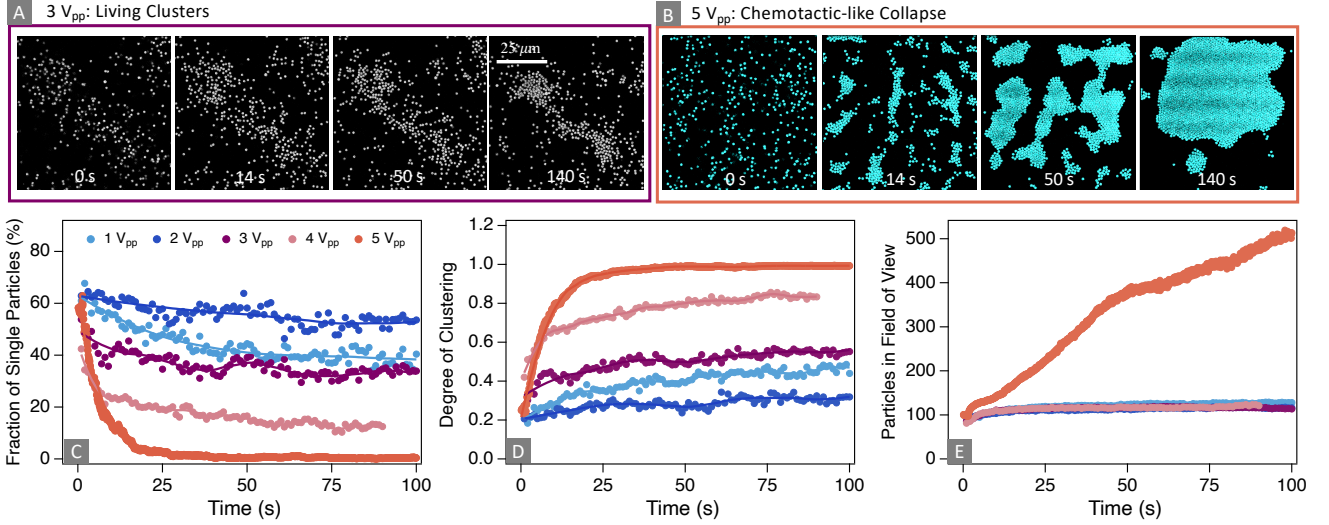 A 3 Vpp: Living Clusters
25 μm
0 s 14 s 50 s 140 s
B 5 Vpp: Chemotactic-like Collapse
0 s 14 s 50 s 140 s
Fraction of Single Particles (%)
80
60
40
20
0
1 Vpp 2 Vpp 3 Vpp 4 Vpp 5 Vpp
C
0 25 50 75 100
Time (s)
Degree of Clustering
1.2
1.0
0.8
0.6
0.4
0.2
0.0
D
0 25 50 75 100
Time (s)
Particles in Field of View
500
400
300
200
100
0
E
0 25 50 75 100
Time (s)